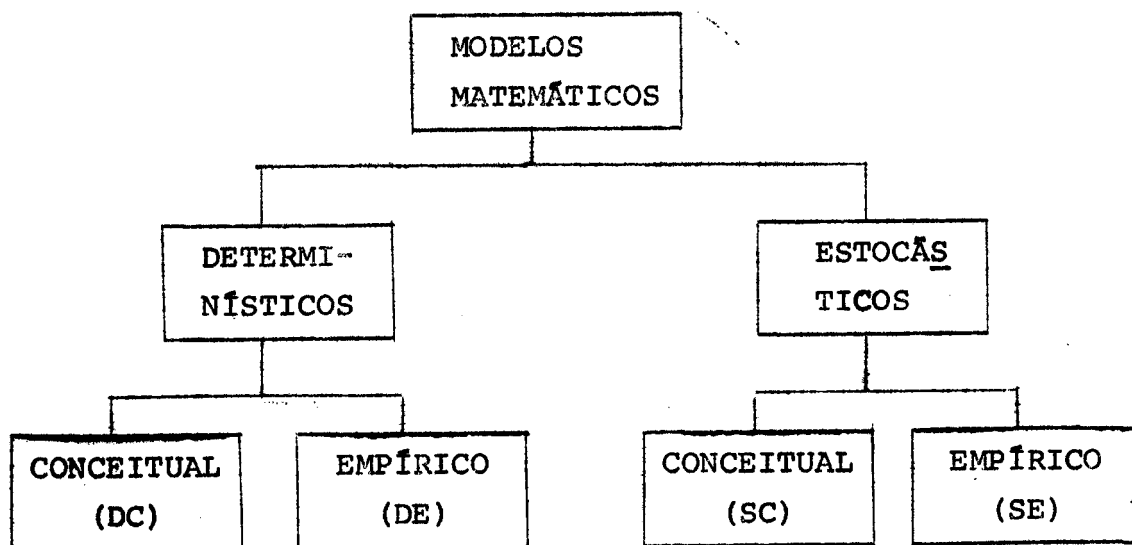 MODELOS
MATEMÁTICOS
DETERMI-
NÍSTICOS
ESTOCÁS
TICOS
CONCEITUAL
(DC)
EMPÍRICO
(DE)
CONCEITUAL
(SC)
EMPÍRICO
(SE)